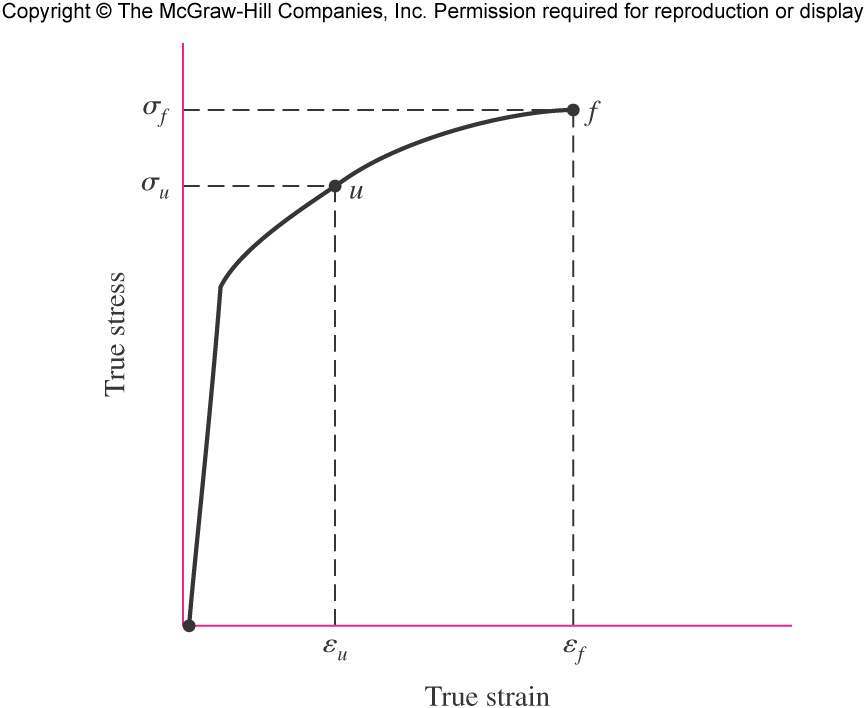 Copyright © The McGraw-Hill Companies, Inc. Permission required for reproduction or display
σf
f
σu
u
True stress
εu
εf
True strain